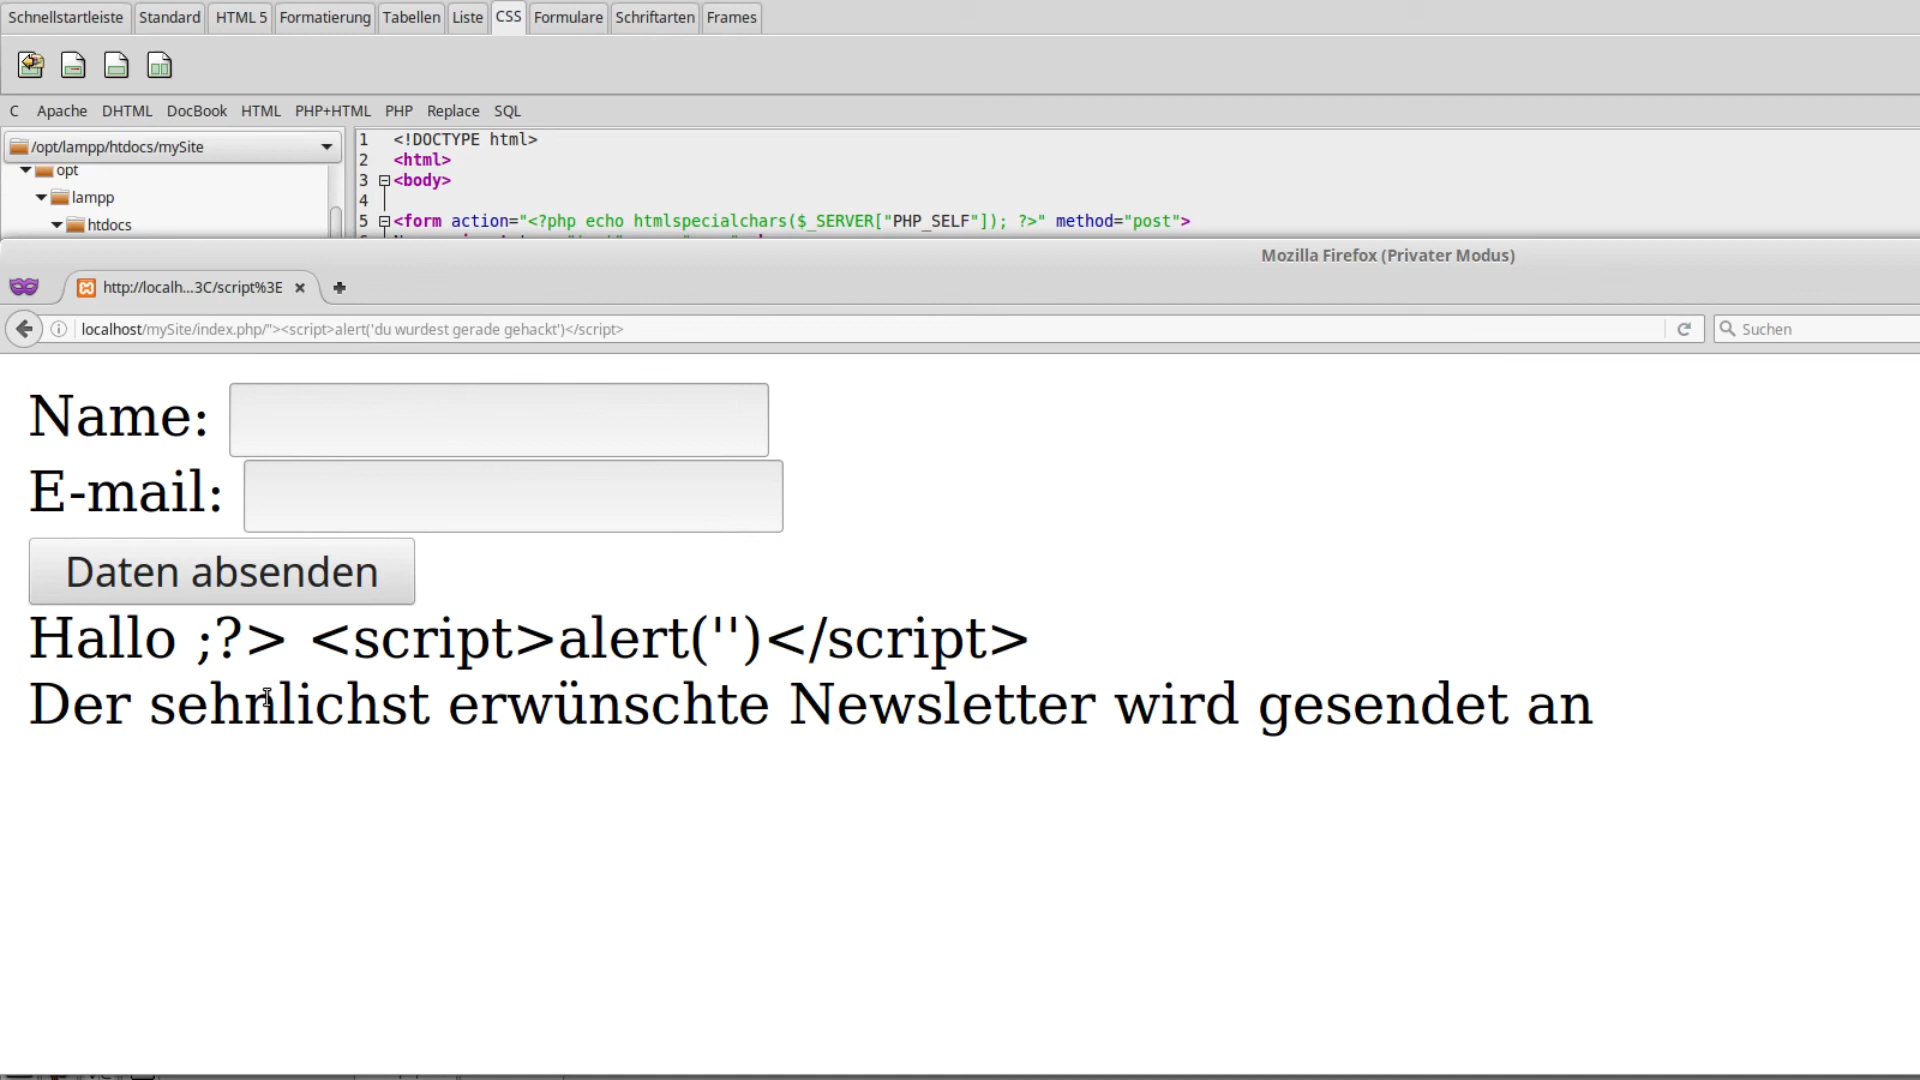 Schnellstartleiste Standard HTML 5 Formatierung Tabellen Liste CSS Formulare Schriftarten Frames
C Apache DHTML DocBook HTML PHP+HTML PHP Replace SQL
/opt/lampp/htdocs/mySite
opt
lampp
htdocs
1 <!DOCTYPE html>
2 <html>
3 <body>
4
5 <form action="<?php echo htmlspecialchars($_SERVER["PHP_SELF"]); ?>" method="post">
Mozilla Firefox (Privater Modus)
http://localh...3C/script%3E
localhost/mySite/index.php/"><script>alert('du wurdest gerade gehackt')</script>
Suchen
Name:
E-mail:
Daten absenden
Hallo ;?> <script>alert('')</script>
Der sehnlichst erwünschte Newsletter wird gesendet an